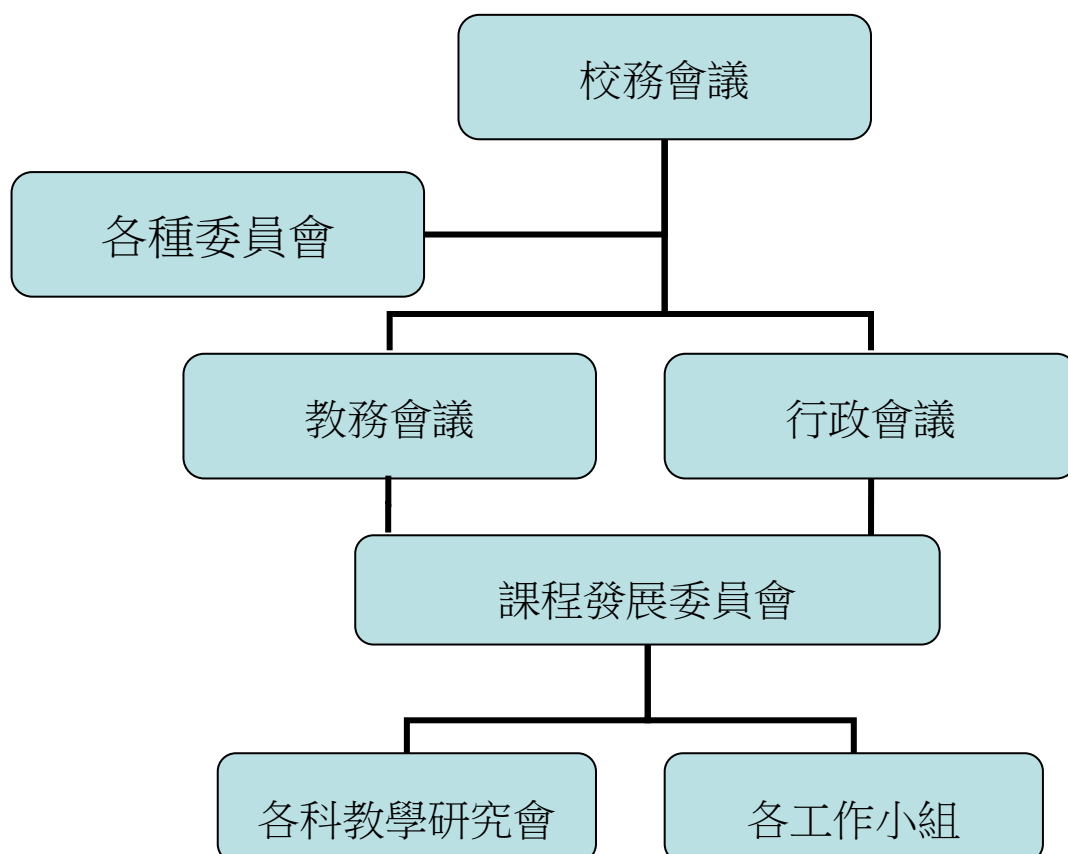 校務會議
各種委員會
教務會議
行政會議
課程發展委員會
各科教學研究會
各工作小組